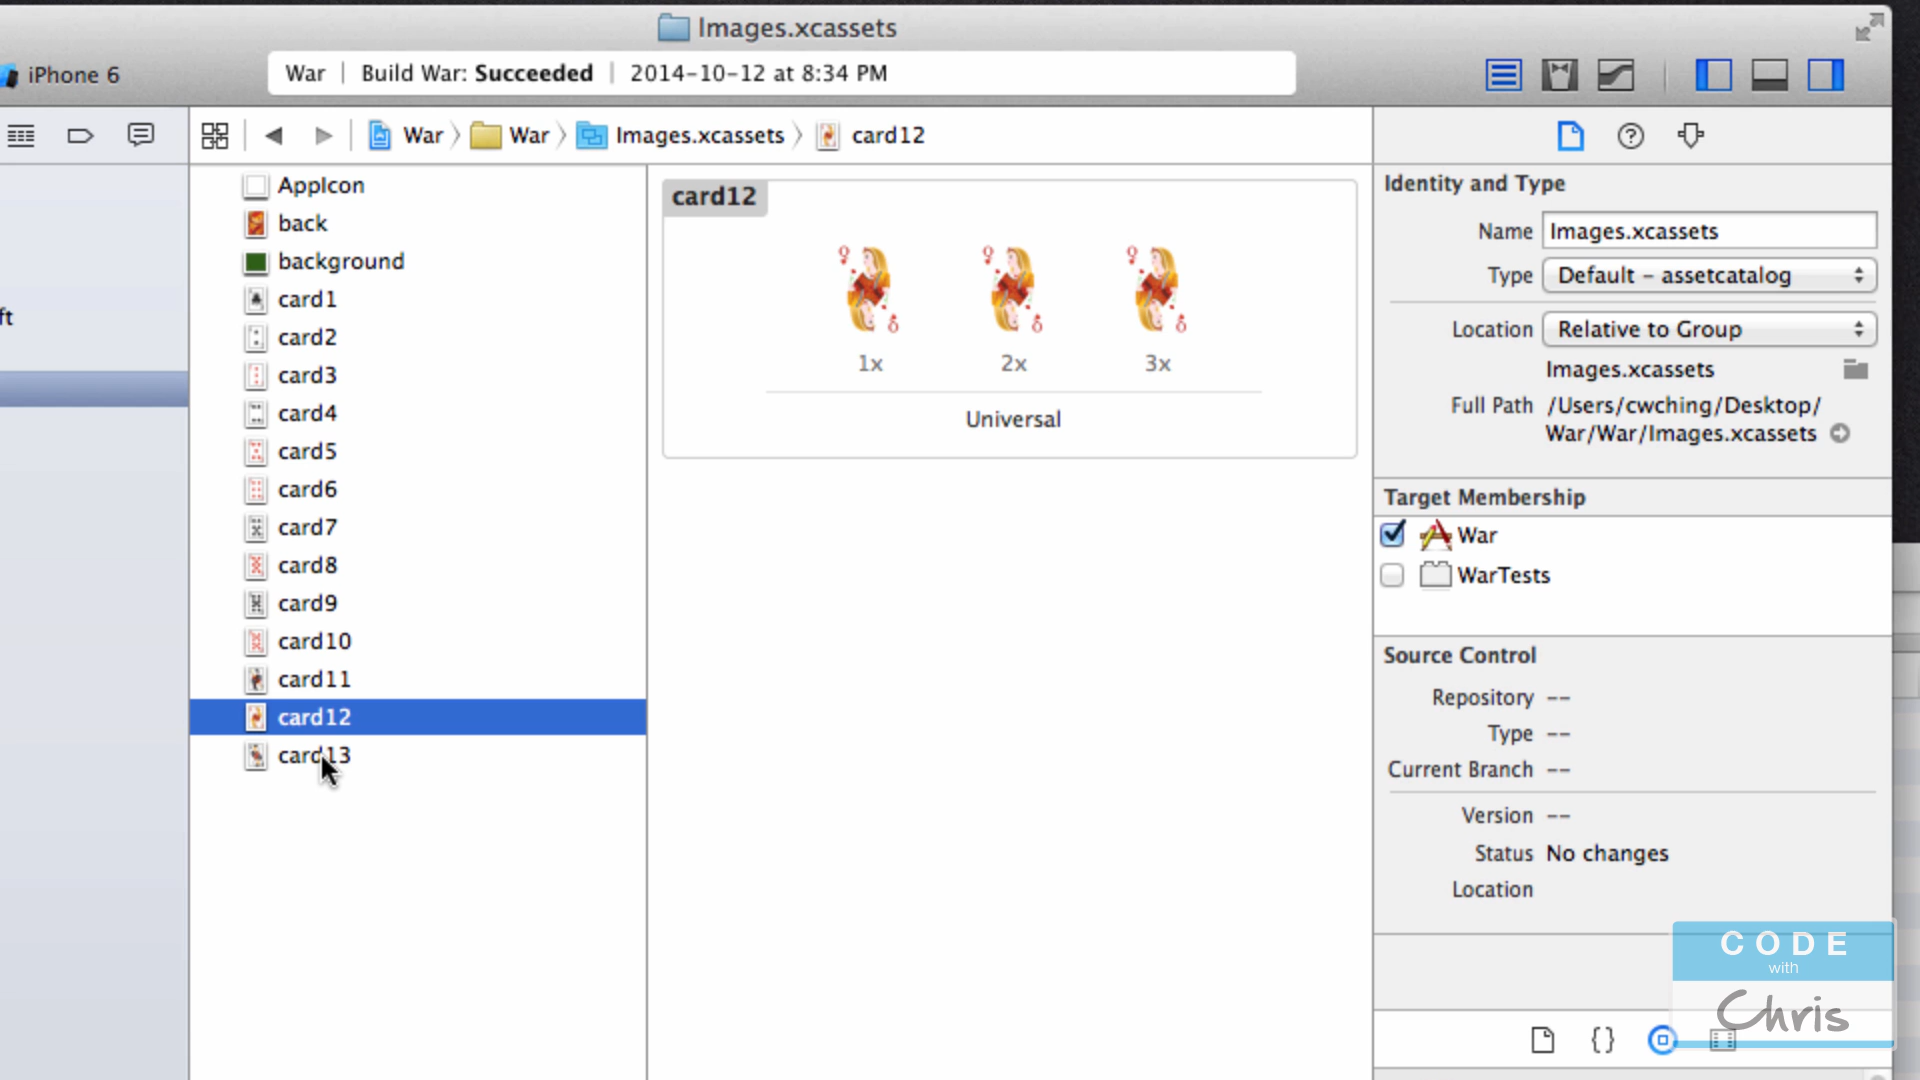 Images.xcassets
iPhone 6
War | Build War: Succeeded | 2014-10-12 at 8:34 PM
War War Images.xcassets card12
ft
AppIcon
back
background
card1
card2
card3
card4
card5
card6
card7
card8
card9
card10
card11
card12
card13
card12
1x 2x 3x
Universal
Identity and Type
Name Images.xcassets
Type Default - assetcatalog
Location Relative to Group
Images.xcassets
Full Path /Users/cwching/Desktop/
War/War/Images.xcassets
Target Membership
War
WarTests
Source Control
Repository --
Type --
Current Branch --
Version --
Status No changes
Location
CODE
with
Chris